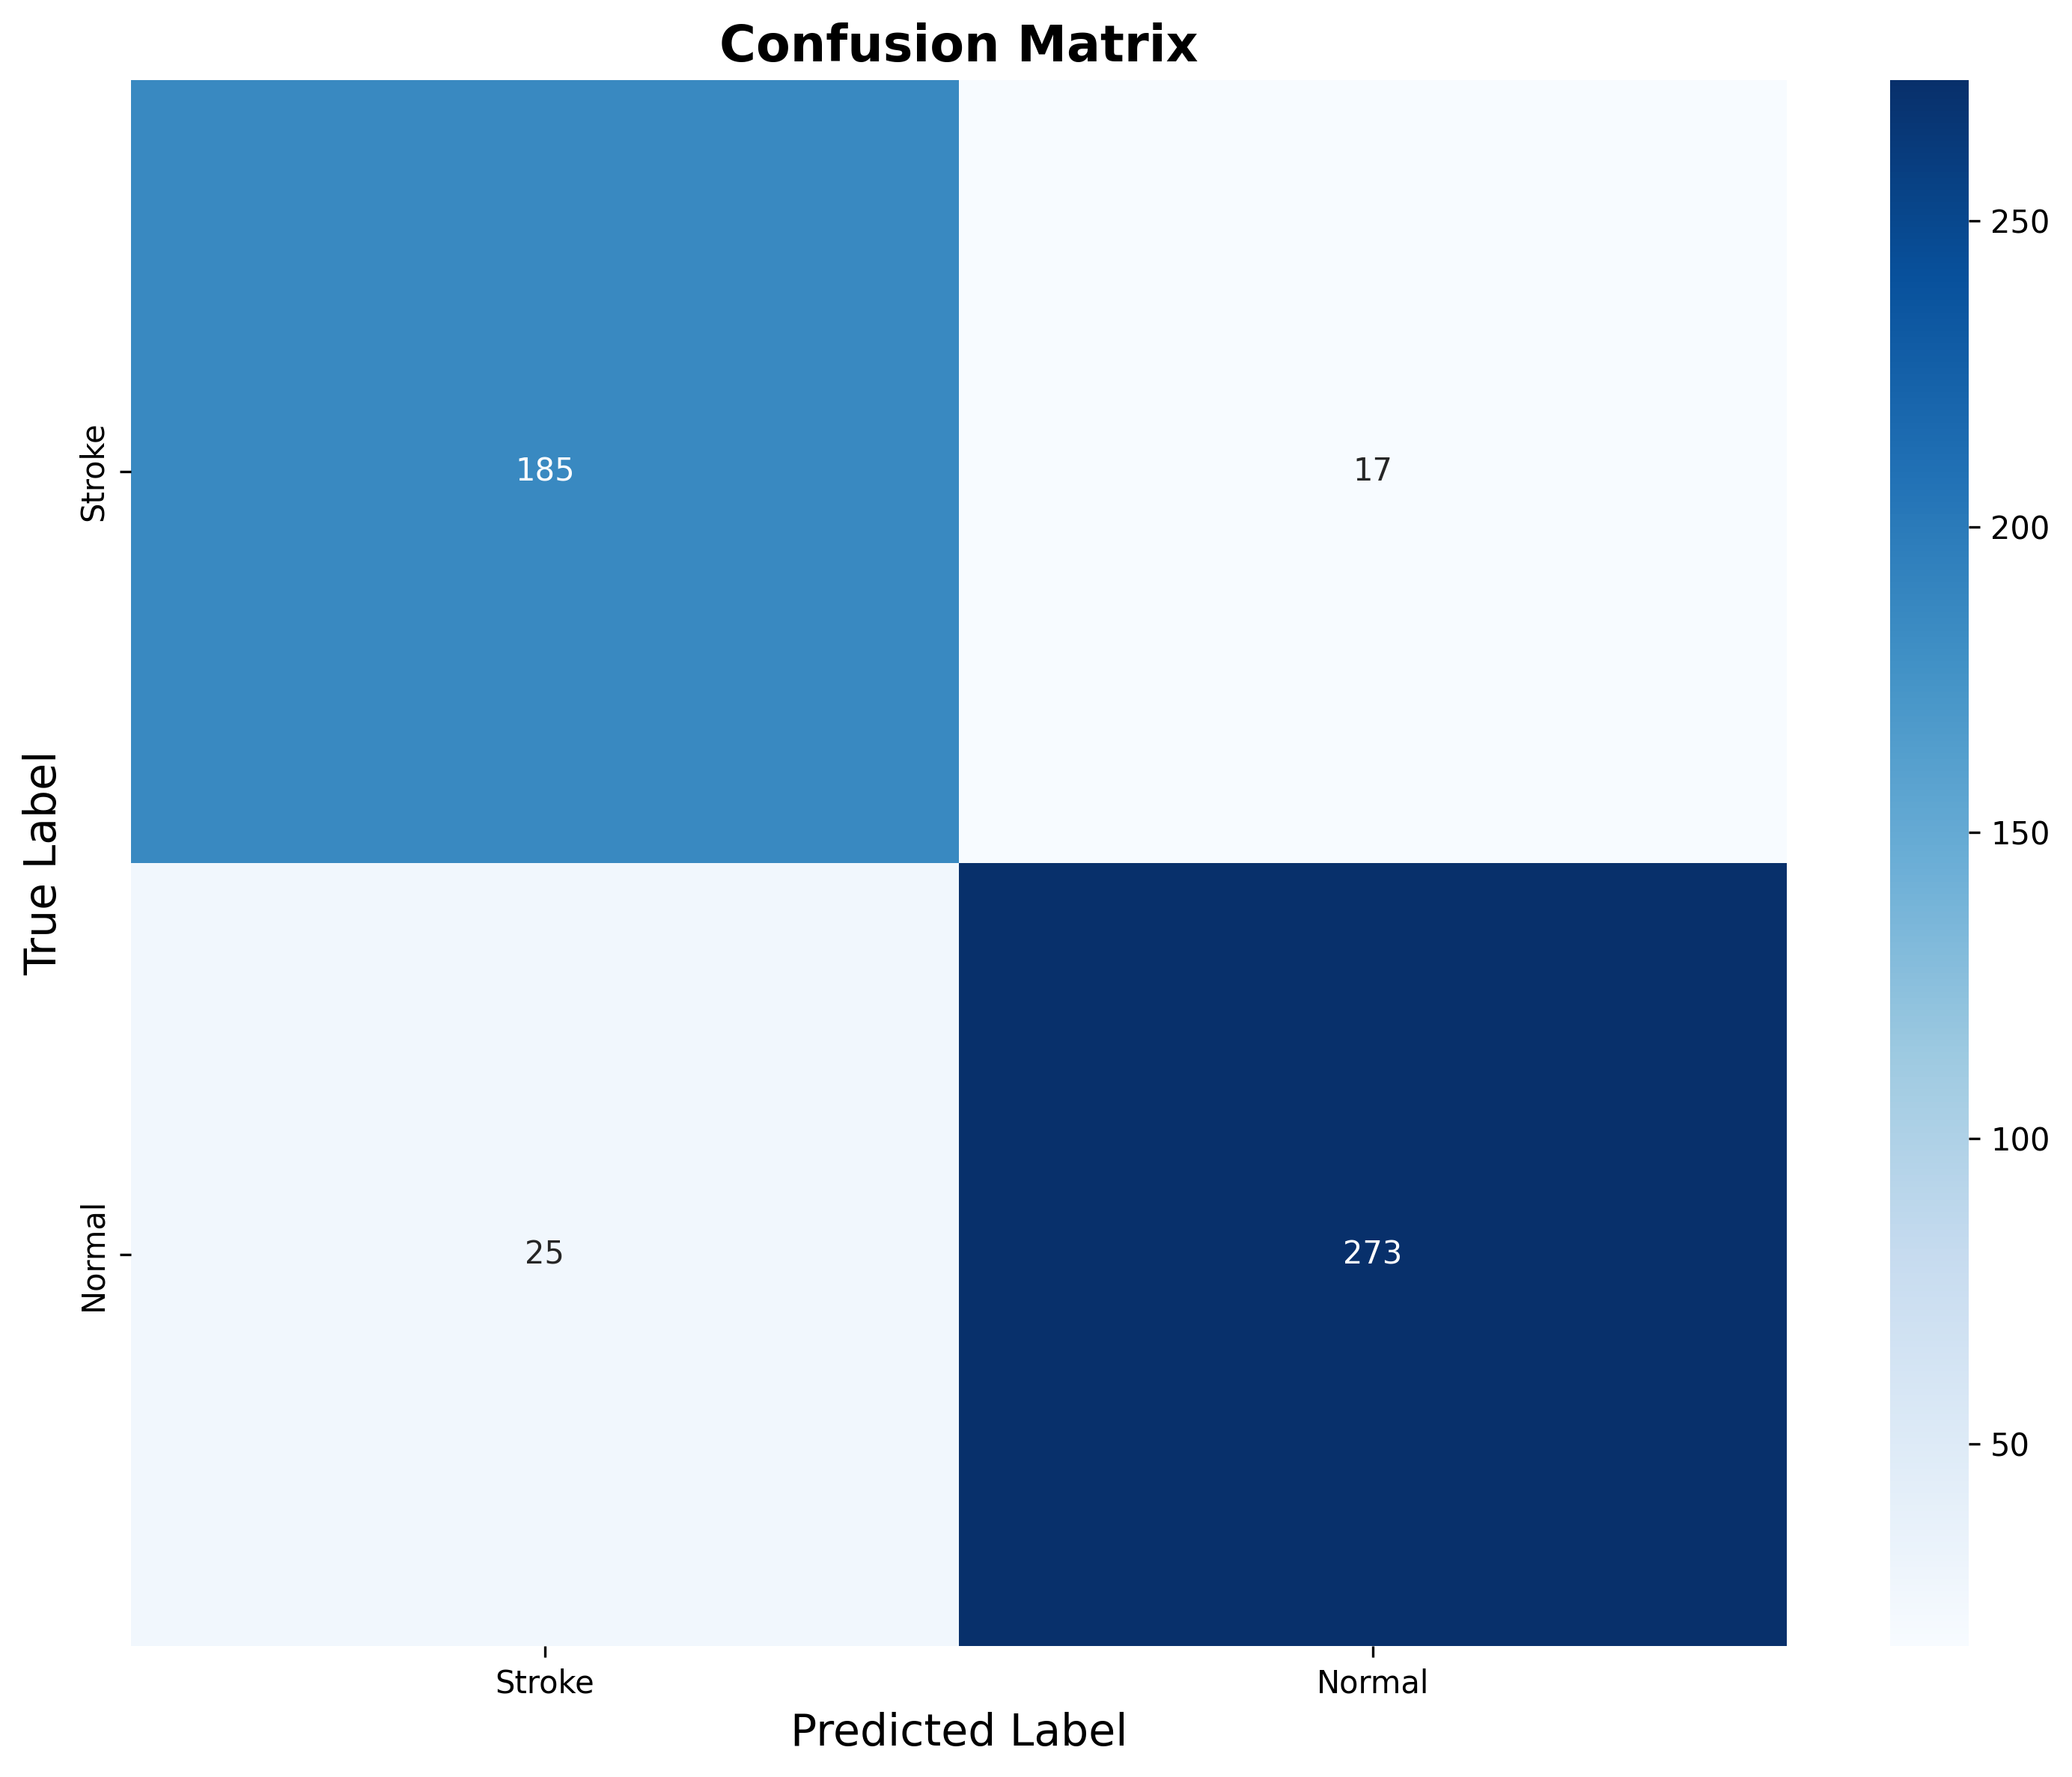 Confusion Matrix
True Label
Stroke
185
17
Normal
25
273
Stroke
Normal
Predicted Label
250
200
150
100
50